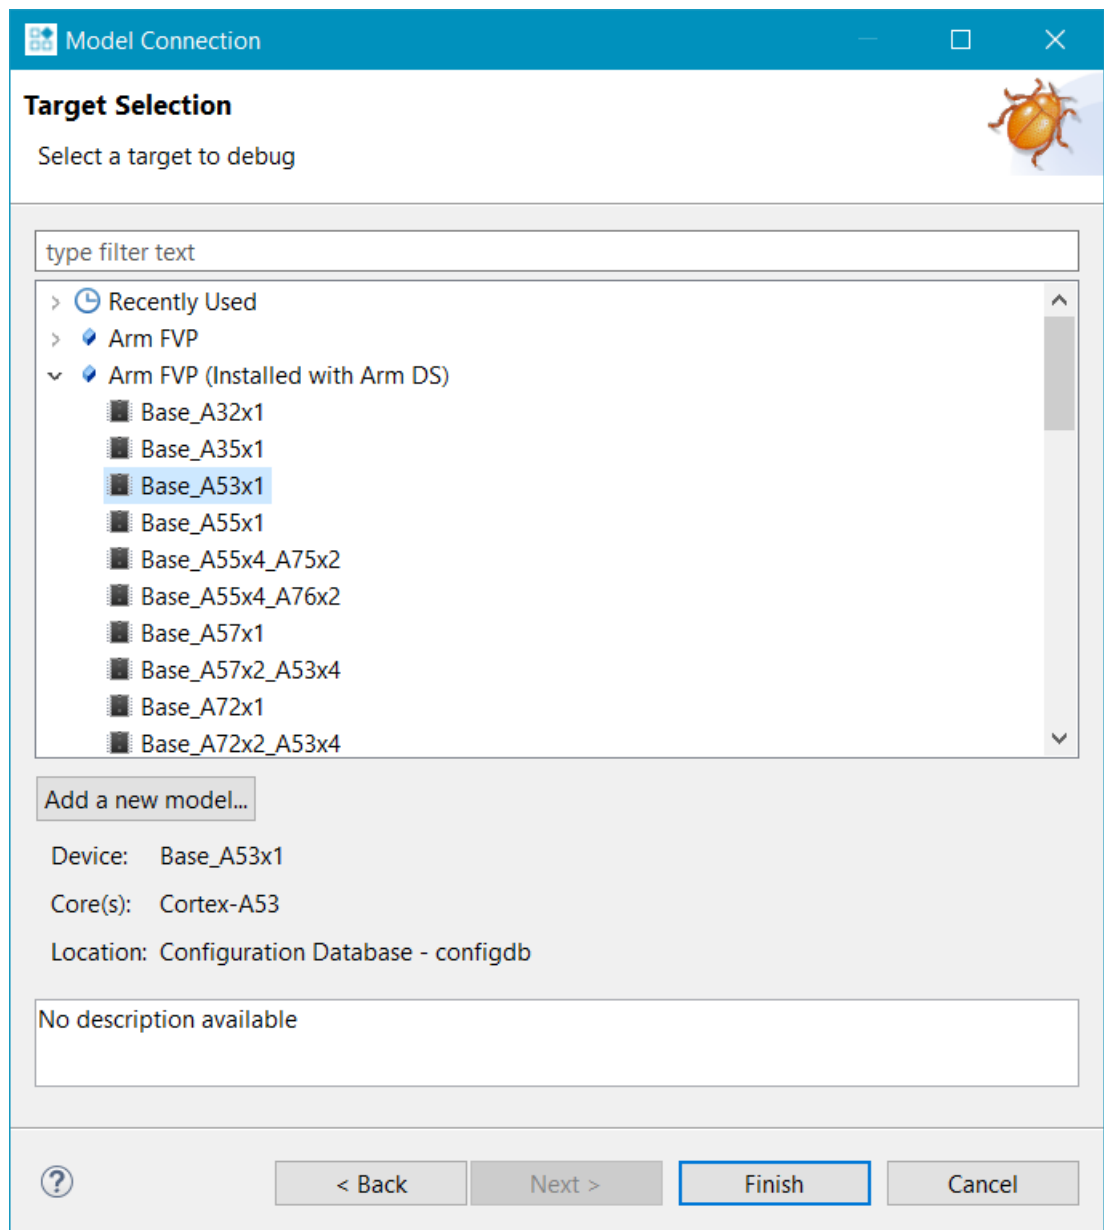 Model Connection
Target Selection
Select a target to debug
type filter text
Recently Used
Arm FVP
Arm FVP (Installed with Arm DS)
Base_A32x1
Base_A35x1
Base_A53x1
Base_A55x1
Base_A55x4_A75x2
Base_A55x4_A76x2
Base_A57x1
Base_A57x2_A53x4
Base_A72x1
Base_A72x2_A53x4
Add a new model...
Device: Base_A53x1
Core(s): Cortex-A53
Location: Configuration Database - configdb
No description available
? < Back Next > Finish Cancel